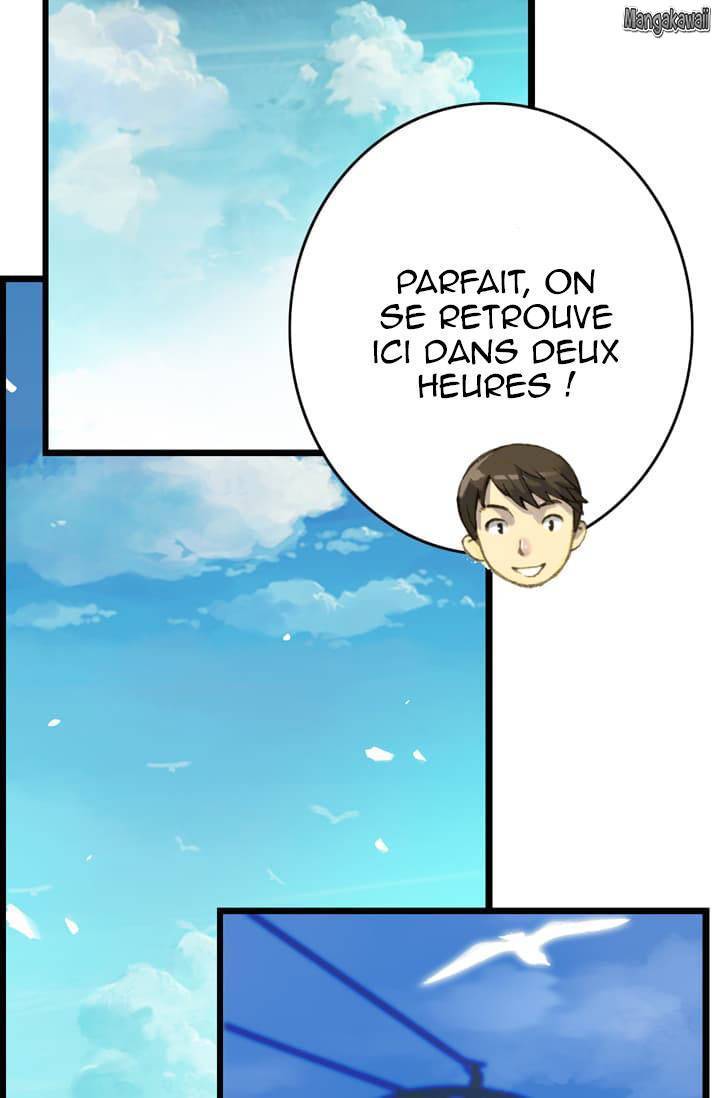 Mangakawaii
PARFAIT, ON
SE RETROUVE
ICI DANS DEUX
HEURES !